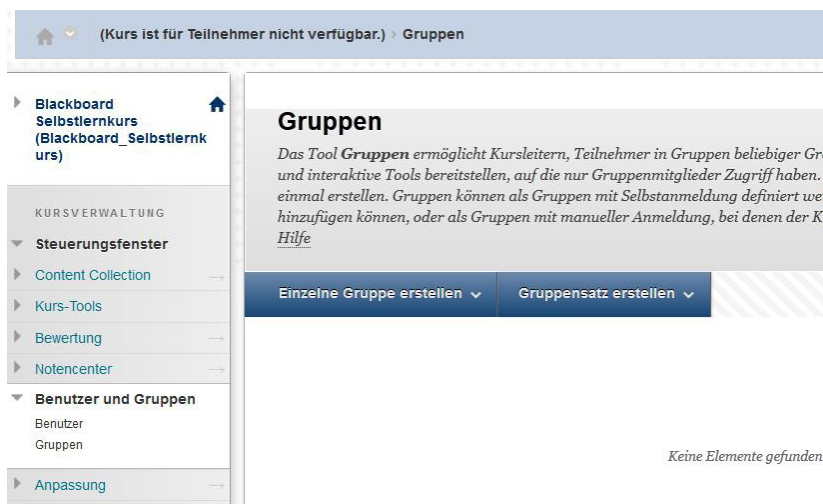 (Kurs ist für Teilnehmer nicht verfügbar.) > Gruppen
Blackboard
Selbstlernkurs
(Blackboard_Selbstlernk
urs)
KURSVERWALTUNG
Steuerungsfenster
Content Collection
Kurs-Tools
Bewertung
Notencenter
Benutzer und Gruppen
Benutzer
Gruppen
Anpassung
Gruppen
Das Tool Gruppen ermöglicht Kursleitern, Teilnehmer in Gruppen beliebiger Gr
und interaktive Tools bereitstellen, auf die nur Gruppenmitglieder Zugriff haben.
einmal erstellen. Gruppen können als Gruppen mit Selbstanmeldung definiert we
hinzufügen können, oder als Gruppen mit manueller Anmeldung, bei denen der K
Hilfe
Einzelne Gruppe erstellen
Gruppensatz erstellen
Keine Elemente gefunden